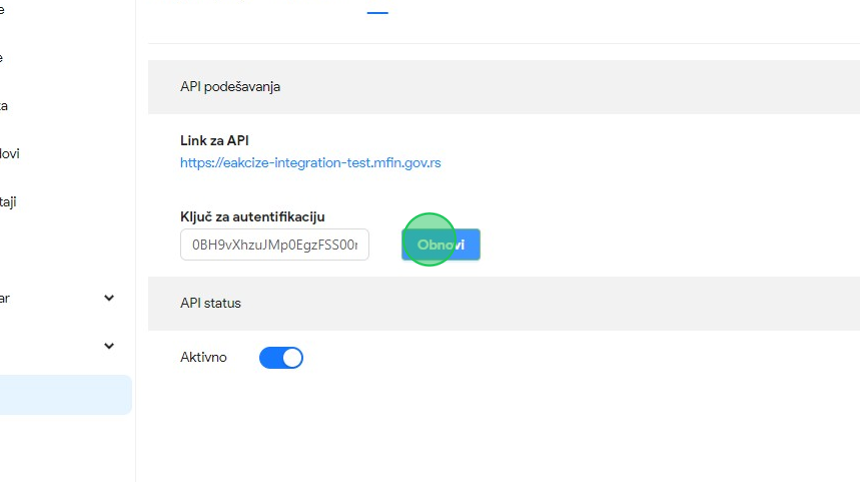 API podešavanja
Link za API
https://eakcize-integration-test.mfin.gov.rs
Ključ za autentifikaciju
0BH9vXhzuJMp0EgzFSS00r
Obnovi
API status
Aktivno